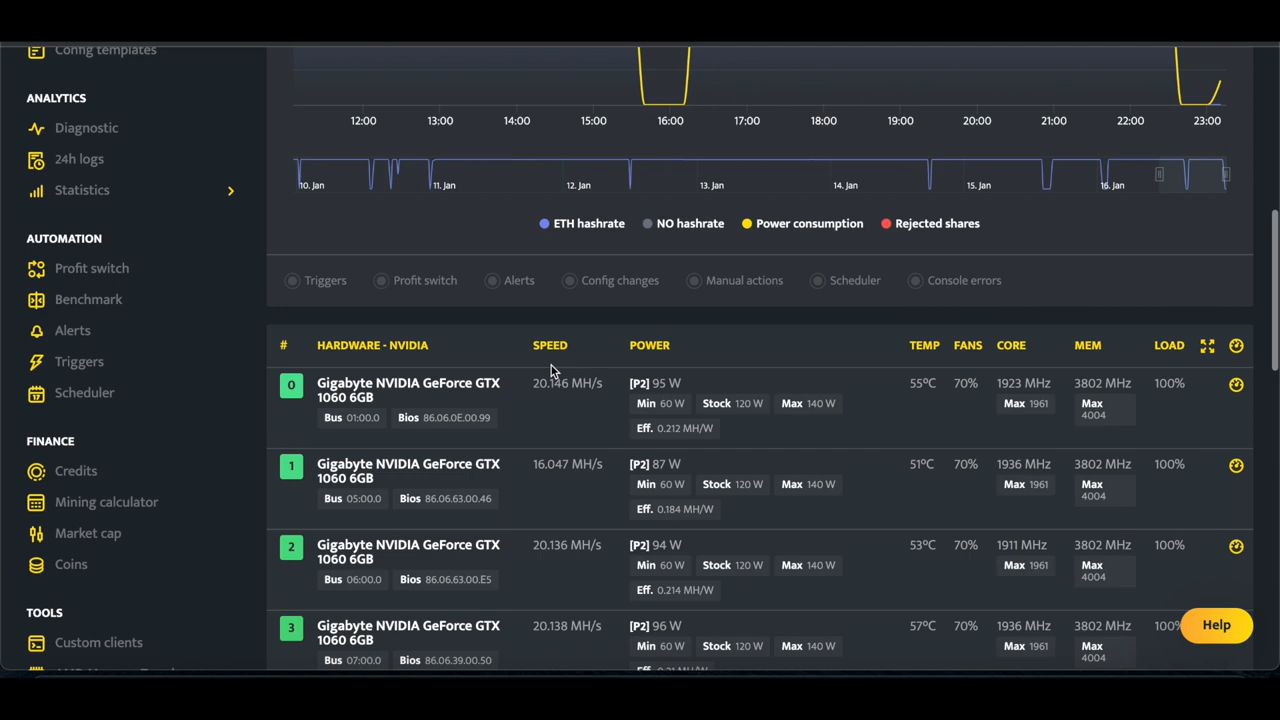 Config templates
ANALYTICS
Diagnostic
24h logs
Statistics
AUTOMATION
Profit switch
Benchmark
Alerts
Triggers
Scheduler
FINANCE
Credits
Mining calculator
Market cap
Coins
TOOLS
Custom clients
12:00 13:00 14:00 15:00 16:00 17:00 18:00 19:00 20:00 21:00 22:00 23:00
10. Jan 11. Jan 12. Jan 13. Jan 14. Jan 15. Jan 16. Jan
ETH hashrate NO hashrate Power consumption Rejected shares
Triggers Profit switch Alerts Config changes Manual actions Scheduler Console errors
# HARDWARE - NVIDIA SPEED POWER TEMP FANS CORE MEM LOAD
0 Gigabyte NVIDIA GeForce GTX 20.146 MH/s [P2] 95 W 55ºC 70% 1923 MHz 3802 MHz 100%
1060 6GB Min 60 W Stock 120 W Max 140 W Max 1961 Max
4004
Bus 01:00.0 Bios 86.06.0E.00.99 Eff. 0.212 MH/W
1 Gigabyte NVIDIA GeForce GTX 16.047 MH/s [P2] 87 W 51ºC 70% 1936 MHz 3802 MHz 100%
1060 6GB Min 60 W Stock 120 W Max 140 W Max 1961 Max
4004
Bus 05:00.0 Bios 86.06.63.00.46 Eff. 0.184 MH/W
2 Gigabyte NVIDIA GeForce GTX 20.136 MH/s [P2] 94 W 53ºC 70% 1911 MHz 3802 MHz 100%
1060 6GB Min 60 W Stock 120 W Max 140 W Max 1961 Max
4004
Bus 06:00.0 Bios 86.06.63.00.E5 Eff. 0.214 MH/W
3 Gigabyte NVIDIA GeForce GTX 20.138 MH/s [P2] 96 W 57ºC 70% 1936 MHz 3802 MHz 100%
1060 6GB Min 60 W Stock 120 W Max 140 W Max 1961 Max
4004
Bus 07:00.0 Bios 86.06.39.00.50
Help